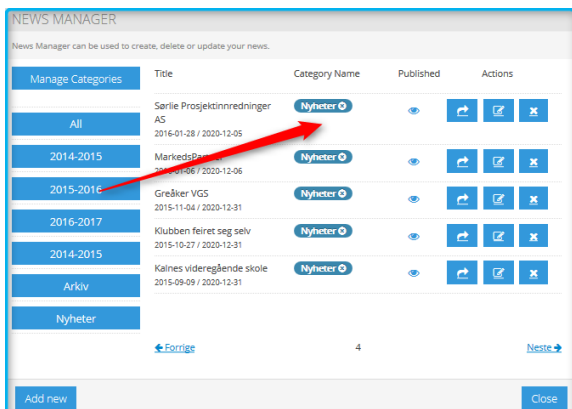 NEWS MANAGER
News Manager can be used to create, delete or update your news.
Manage Categories
All
2014-2015
2015-2016
2016-2017
2014-2015
Arkiv
Nyheter
Title Category Name Published Actions
Sørlie Prosjektinnredninger Nyheter
AS
2016-01-28 / 2020-12-05
Nyheter
/ 2020-12-06
Greåker VGS Nyheter
2015-11-04 / 2020-12-31
Klubben feiret seg selv Nyheter
2015-10-27 / 2020-12-31
Kalnes videregående skole Nyheter
2015-09-09 / 2020-12-31
Forrige 4 Neste
Add new Close